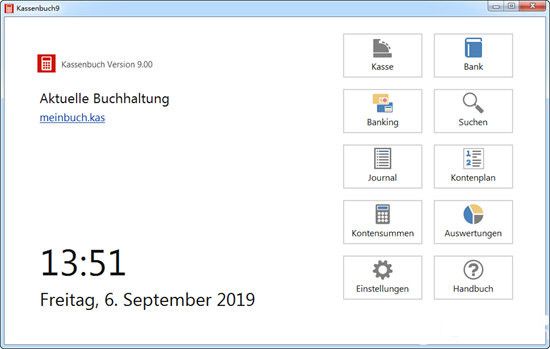 Kassenbuch9
Kassenbuch Version 9.00
Aktuelle Buchhaltung
meinbuch.kas
13:51
Freitag, 6. September 2019
Kasse
Bank
Banking
Suchen
Journal
Kontenplan
Kontensummen
Auswertungen
Einstellungen
Handbuch